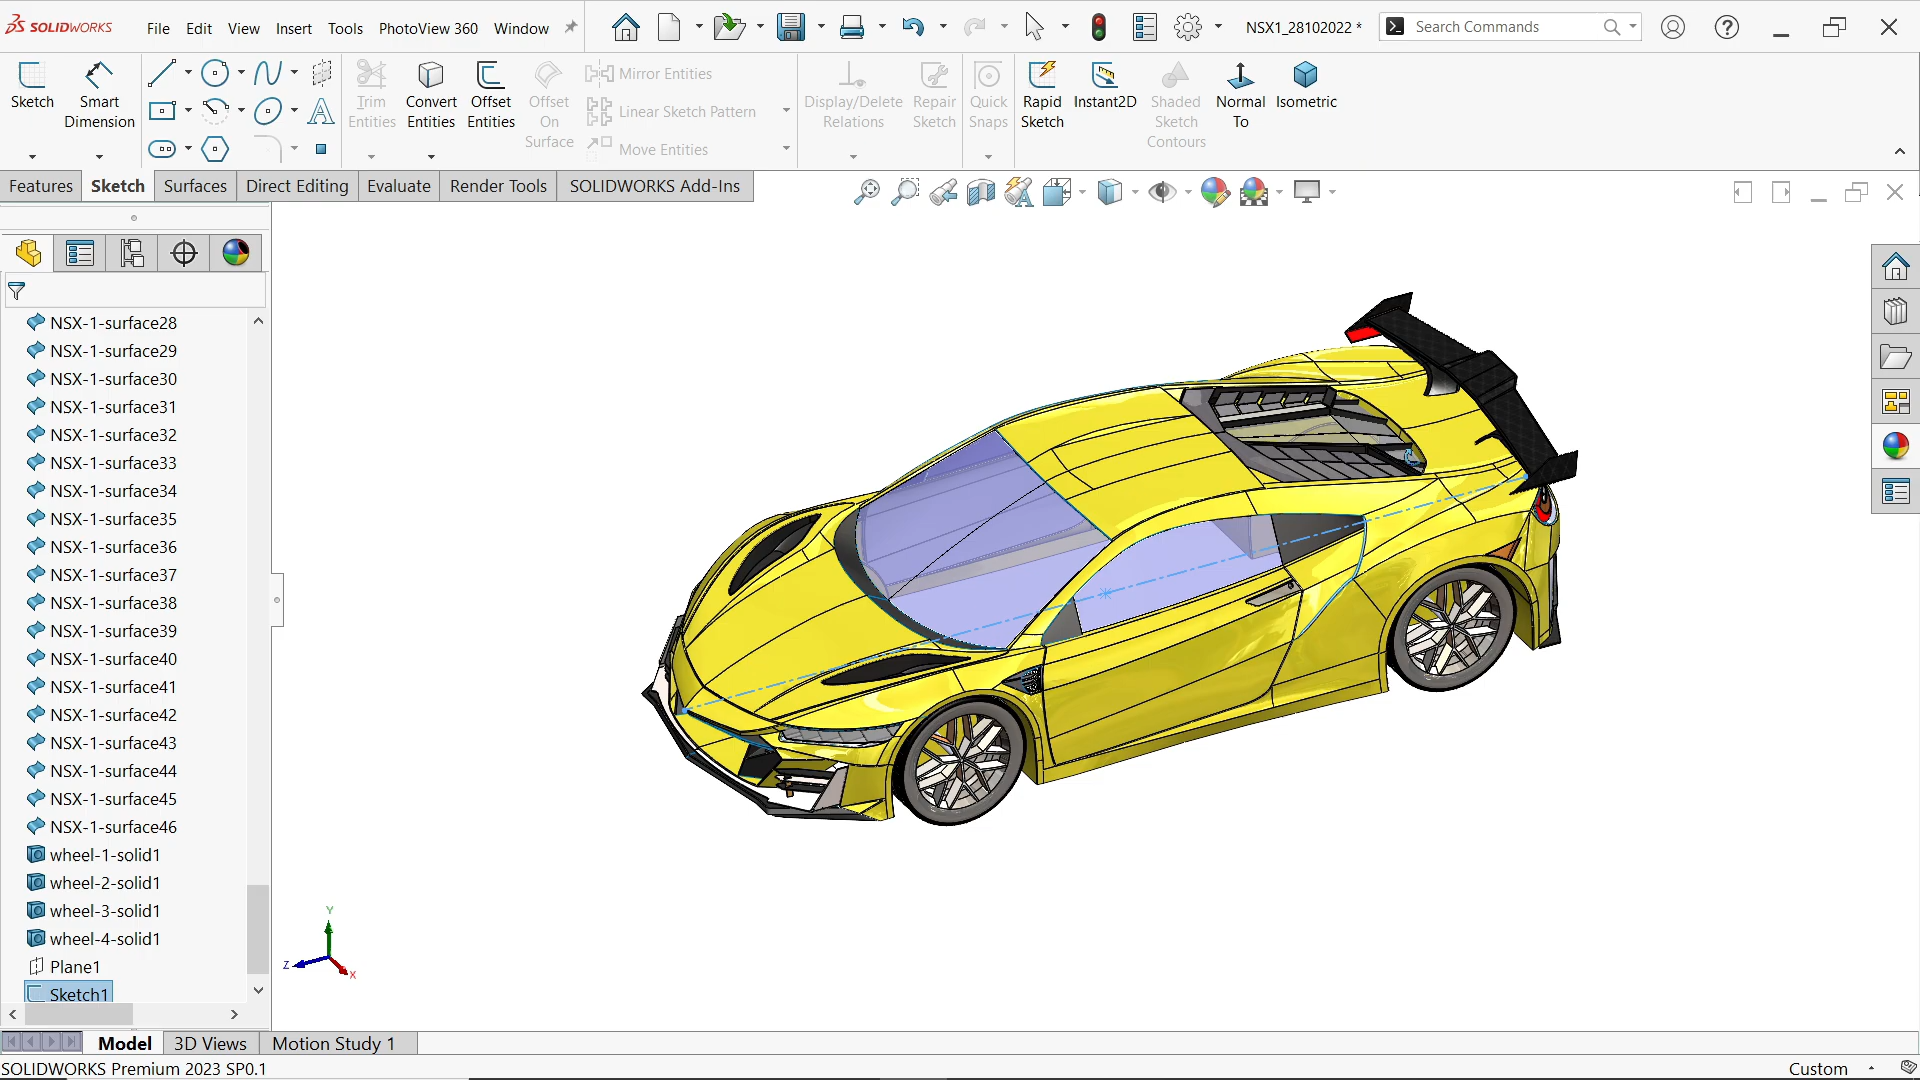 SOLIDWORKS
File Edit View Insert Tools PhotoView 360 Window
NSX1_28102022 *
Search Commands
Sketch
Smart Dimension
Trim Entities
Convert Entities
Offset Entities
Offset On Surface
Mirror Entities
Linear Sketch Pattern
Move Entities
Display/Delete Relations
Repair Sketch
Quick Snaps
Rapid Sketch
Instant2D
Shaded Sketch Contours
Normal To
Isometric
Features Sketch Surfaces Direct Editing Evaluate Render Tools SOLIDWORKS Add-Ins
NSX-1-surface28
NSX-1-surface29
NSX-1-surface30
NSX-1-surface31
NSX-1-surface32
NSX-1-surface33
NSX-1-surface34
NSX-1-surface35
NSX-1-surface36
NSX-1-surface37
NSX-1-surface38
NSX-1-surface39
NSX-1-surface40
NSX-1-surface41
NSX-1-surface42
NSX-1-surface43
NSX-1-surface44
NSX-1-surface45
NSX-1-surface46
wheel-1-solid1
wheel-2-solid1
wheel-3-solid1
wheel-4-solid1
Plane1
Sketch1
Y
Z
X
Model 3D Views Motion Study 1
SOLIDWORKS Premium 2023 SP0.1
Custom